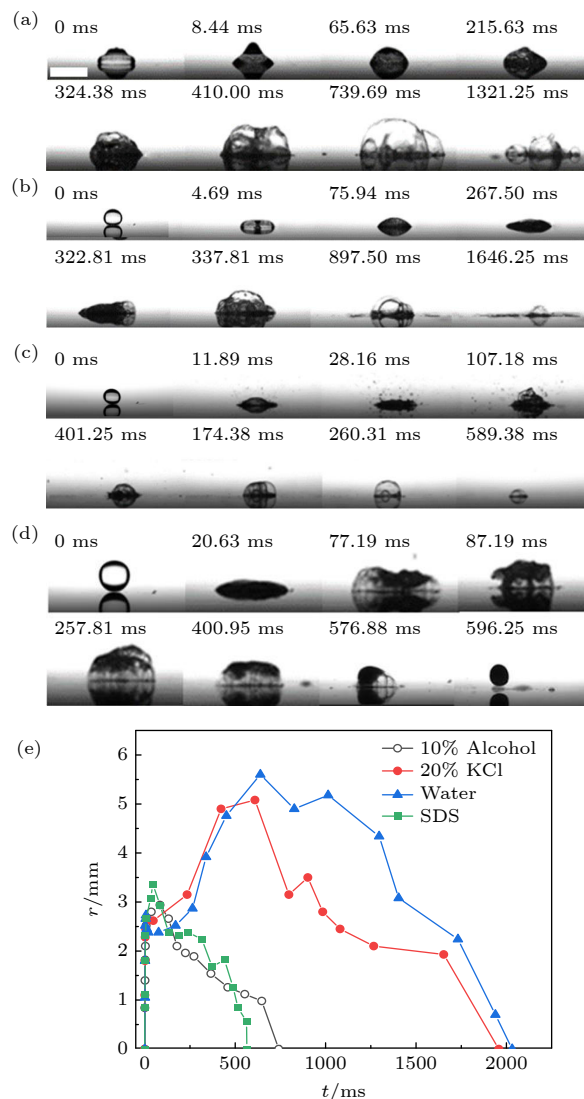 (a)
0 ms 8.44 ms 65.63 ms 215.63 ms
324.38 ms 410.00 ms 739.69 ms 1321.25 ms
(b)
0 ms 4.69 ms 75.94 ms 267.50 ms
322.81 ms 337.81 ms 897.50 ms 1646.25 ms
(c)
0 ms 11.89 ms 28.16 ms 107.18 ms
401.25 ms 174.38 ms 260.31 ms 589.38 ms
(d)
0 ms 20.63 ms 77.19 ms 87.19 ms
257.81 ms 400.95 ms 576.88 ms 596.25 ms
(e)
10% Alcohol
20% KCl
Water
SDS
r/mm
6
5
4
3
2
1
0
0 500 1000 1500 2000
t/ms